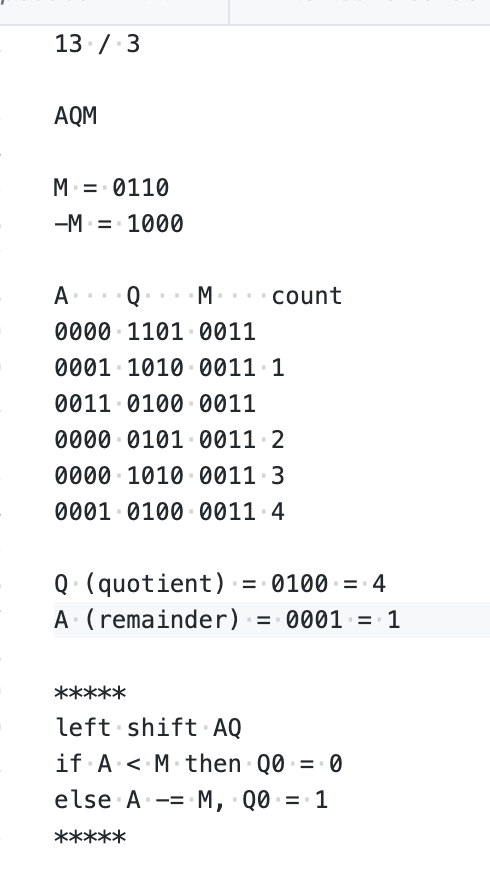 13 / 3
AQM
M = 0110
-M = 1000
A    Q    M    count
0000 1101 0011
0001 1010 0011 1
0011 0100 0011
0000 0101 0011 2
0000 1010 0011 3
0001 0100 0011 4
Q (quotient) = 0100 = 4
A (remainder) = 0001 = 1
*****
left shift AQ
if A < M then Q0 = 0
else A -= M, Q0 = 1
*****